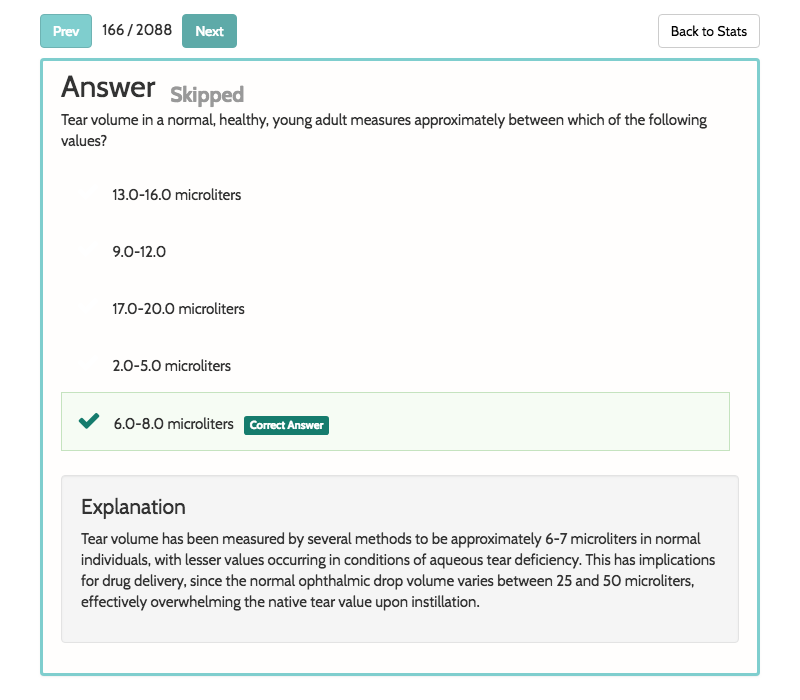 Prev 166 / 2088 Next Back to Stats
Answer Skipped
Tear volume in a normal, healthy, young adult measures approximately between which of the following
values?
13.0-16.0 microliters
9.0-12.0
17.0-20.0 microliters
2.0-5.0 microliters
6.0-8.0 microliters Correct Answer
Explanation
Tear volume has been measured by several methods to be approximately 6-7 microliters in normal
individuals, with lesser values occurring in conditions of aqueous tear deficiency. This has implications
for drug delivery, since the normal ophthalmic drop volume varies between 25 and 50 microliters,
effectively overwhelming the native tear value upon instillation.